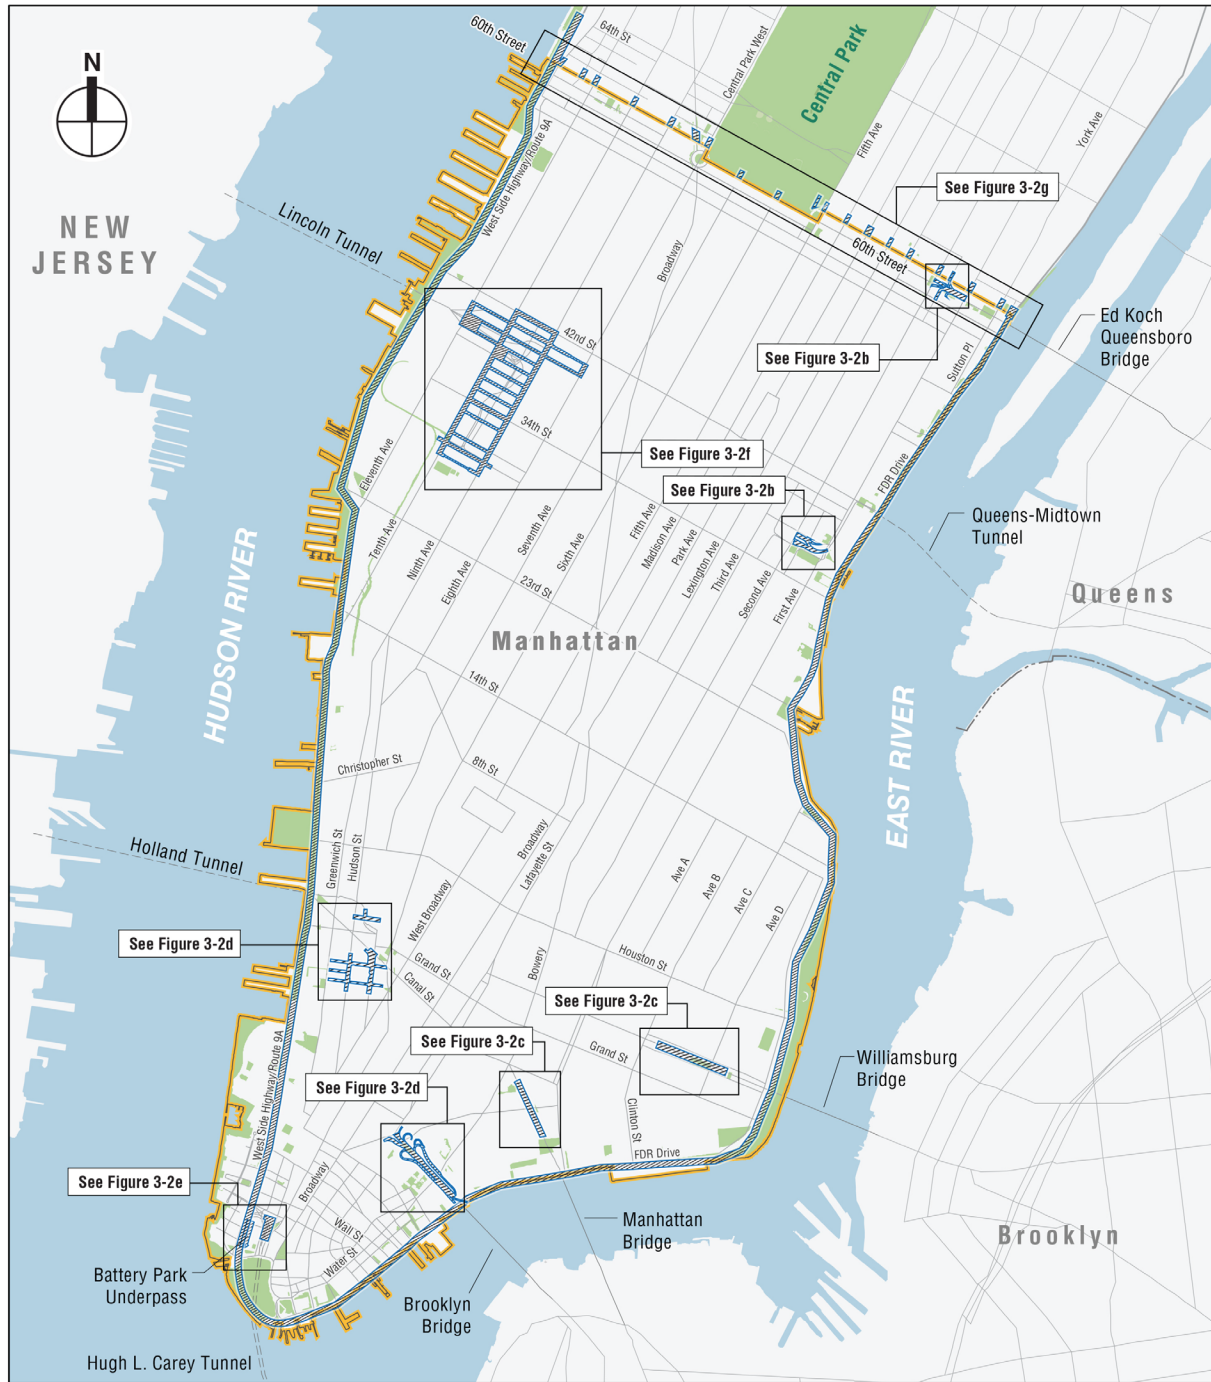 60th Street
64th St
Central Park West
Central Park
Fifth Ave
York Ave
N
NEW
JERSEY
Lincoln Tunnel
West Side Highway/Route 9A
Broadway
See Figure 3-2g
60th Street
42nd St
See Figure 3-2b
Sutton Pl
Ed Koch
Queensboro
Bridge
34th St
Eleventh Ave
See Figure 3-2f
FDR Drive
See Figure 3-2b
Tenth Ave
Ninth Ave
Eighth Ave
Seventh Ave
Sixth Ave
23rd St
Fifth Ave
Madison Ave
Park Ave
Lexington Ave
Third Ave
Second Ave
First Ave
Queens-Midtown
Tunnel
Queens
HUDSON RIVER
Manhattan
14th St
EAST RIVER
Christopher St
8th St
Holland Tunnel
Greenwich St
Hudson St
West Broadway
Broadway
Lafayette St
Ave A
Ave B
Ave C
Ave D
See Figure 3-2d
Grand St
Canal St
Bowery
Houston St
See Figure 3-2c
See Figure 3-2c
Grand St
Williamsburg
Bridge
West Side Highway/Route 9A
See Figure 3-2d
Clinton St
FDR Drive
See Figure 3-2e
Broadway
Wall St
Water St
Manhattan
Bridge
Brooklyn
Battery Park
Underpass
Brooklyn
Bridge
Hugh L. Carey Tunnel